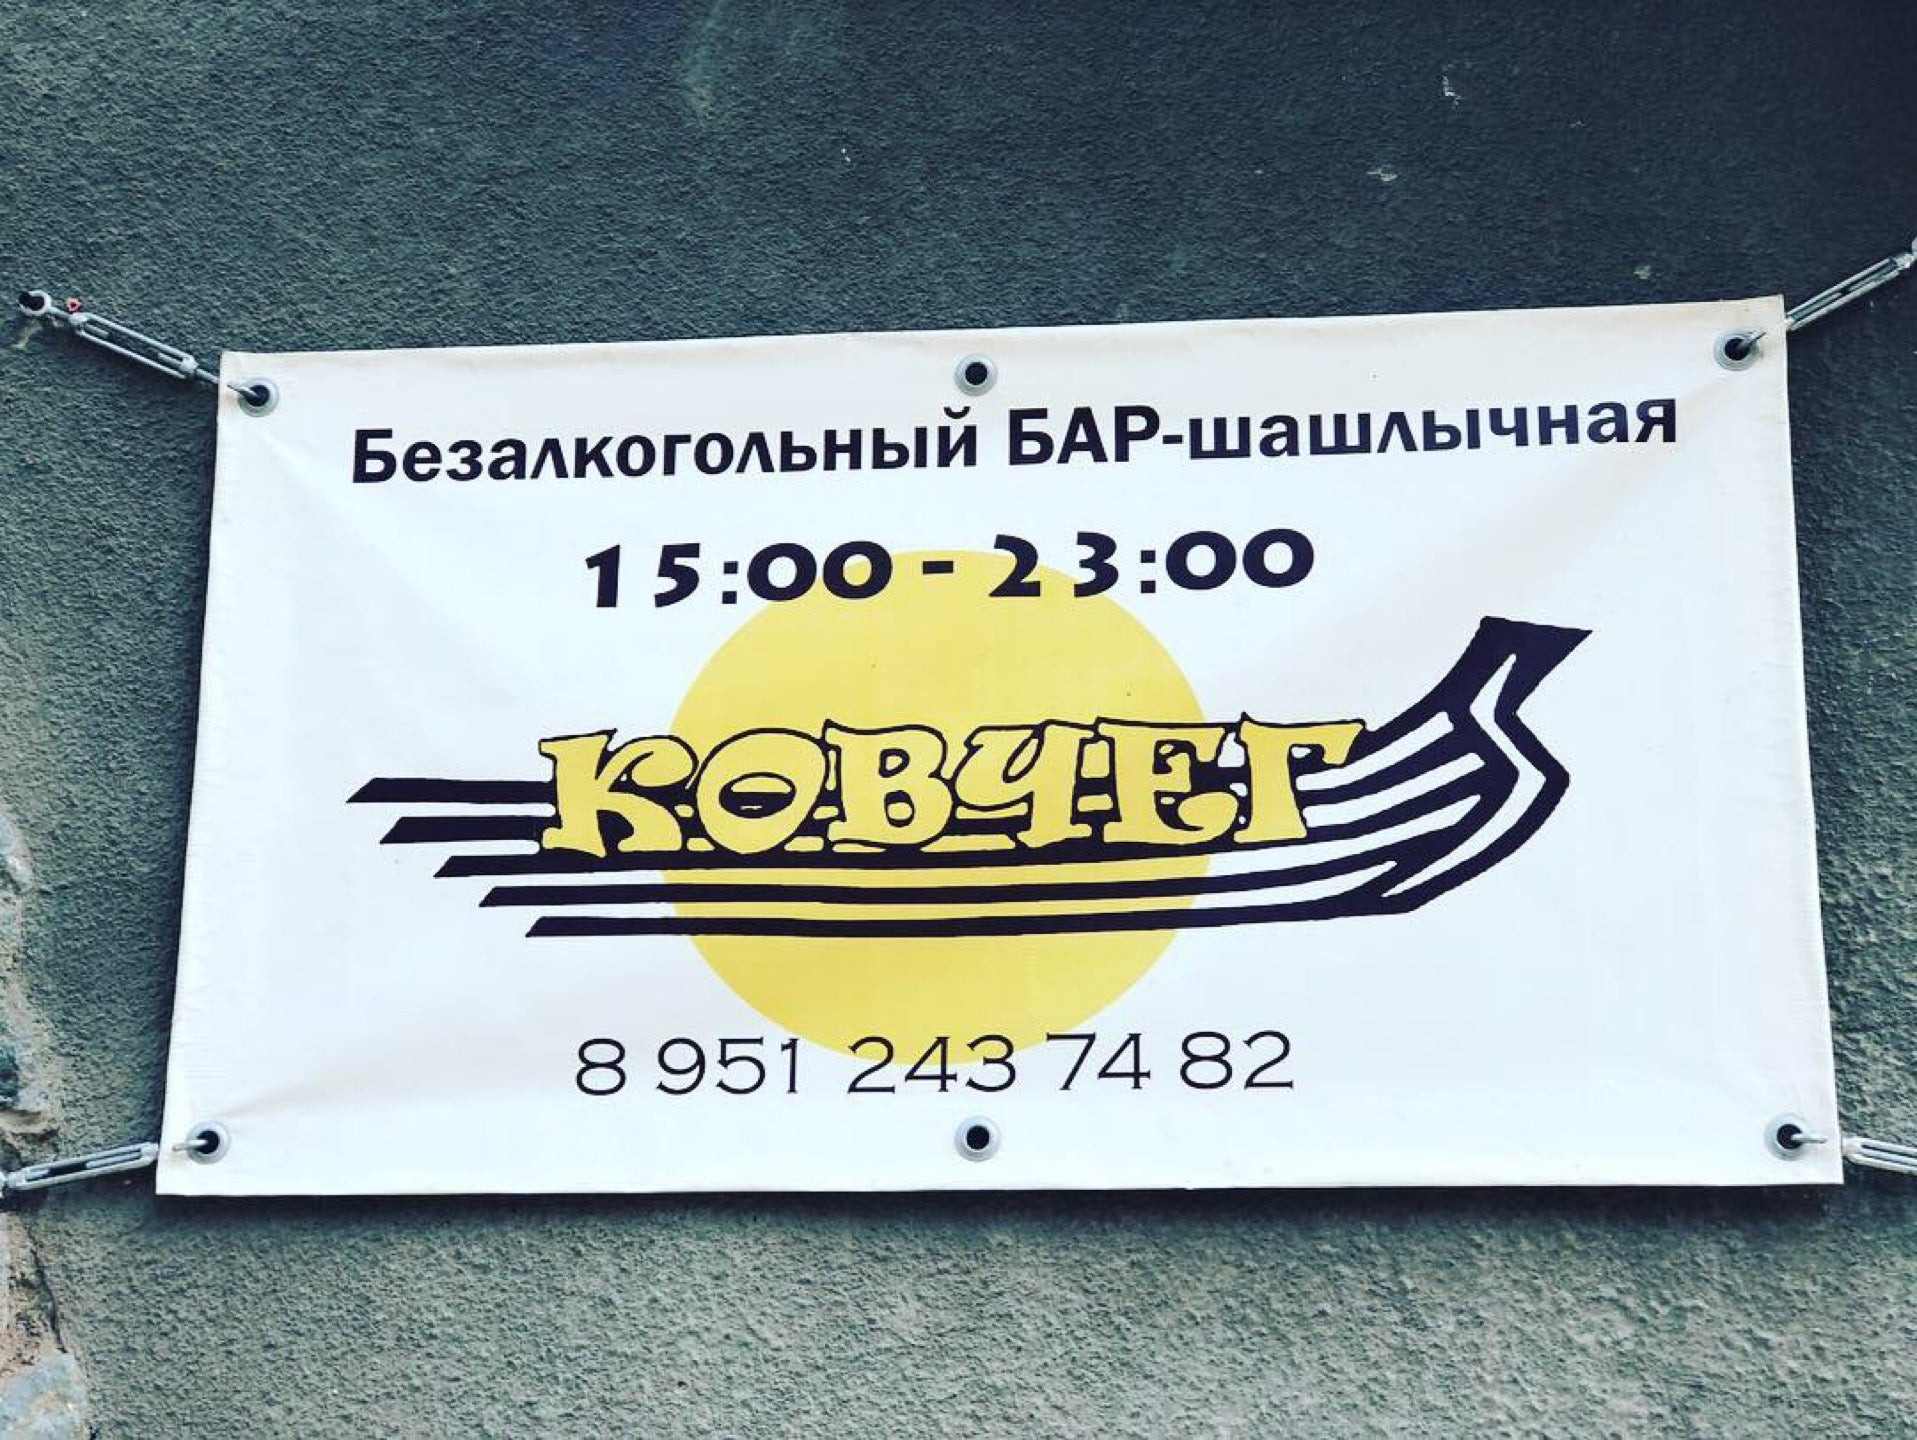 Безалкогольный БАР-шашлычная
15:00 - 23:00
КОВЧЕГ
8 951 243 74 82